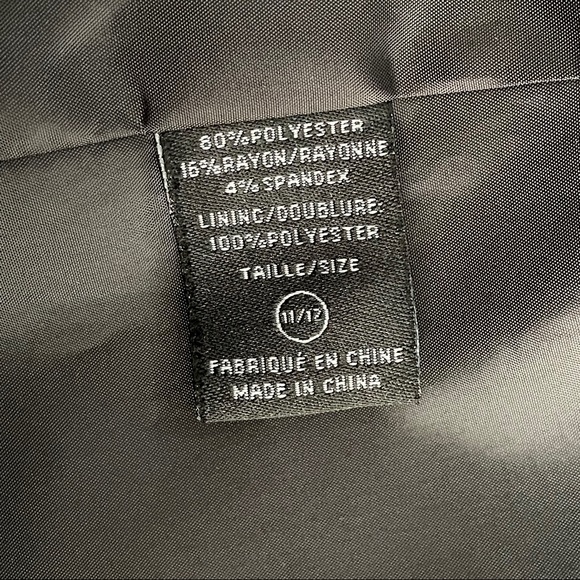 80%POLYESTER
16%RAYON/RAYONNE
4%SPANDEX
LINING/DOUBLURE:
100%POLYESTER
TAILLE/SIZE
11/12
FABRIQUÉ EN CHINE
MADE IN CHINA